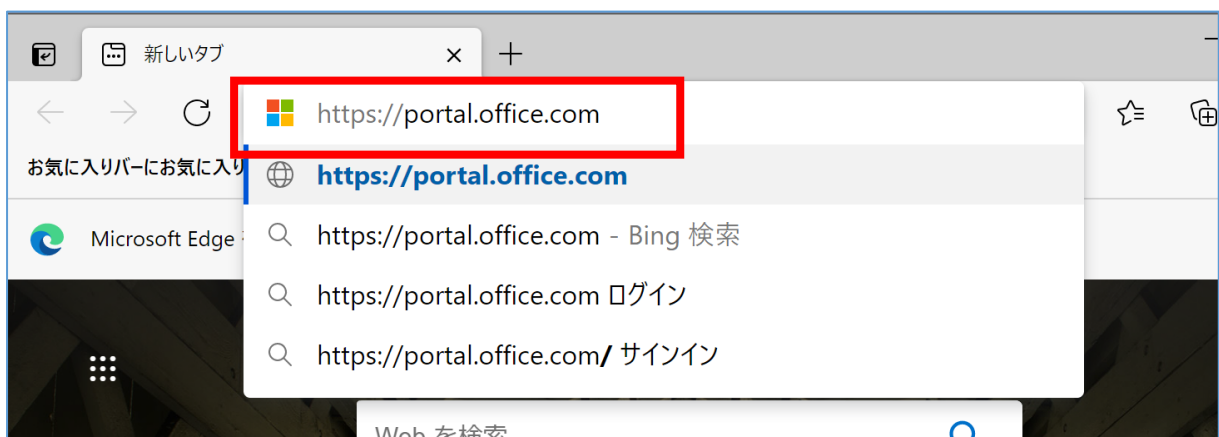 新しいタブ
https://portal.office.com
お気に入りバーにお気に入り
https://portal.office.com
Microsoft Edge
https://portal.office.com - Bing 検索
https://portal.office.com ログイン
https://portal.office.com/ サインイン
Web を検索